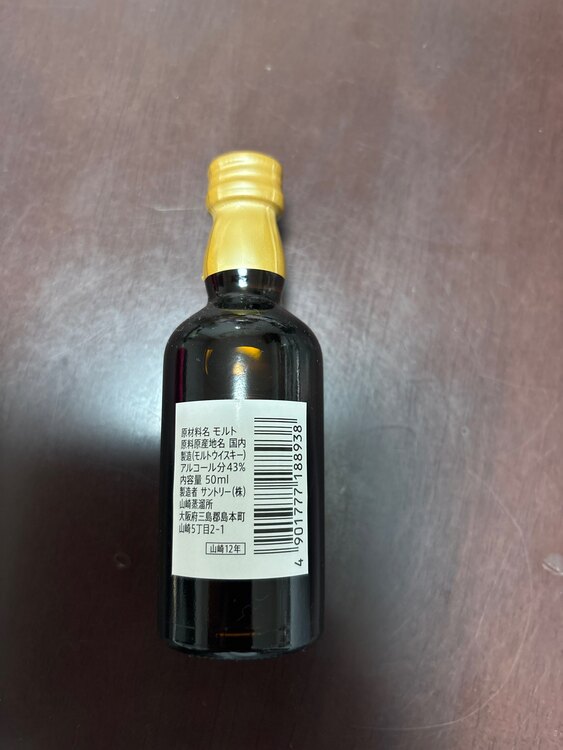 原材料名 モルト
原料原産地名 国内
製造(モルトウイスキー)
アルコール分43%
内容量 50ml
製造者 サントリー(株)
山崎蒸溜所
大阪府三島郡島本町
山崎5丁目2-1
山崎12年
4 901777 188938